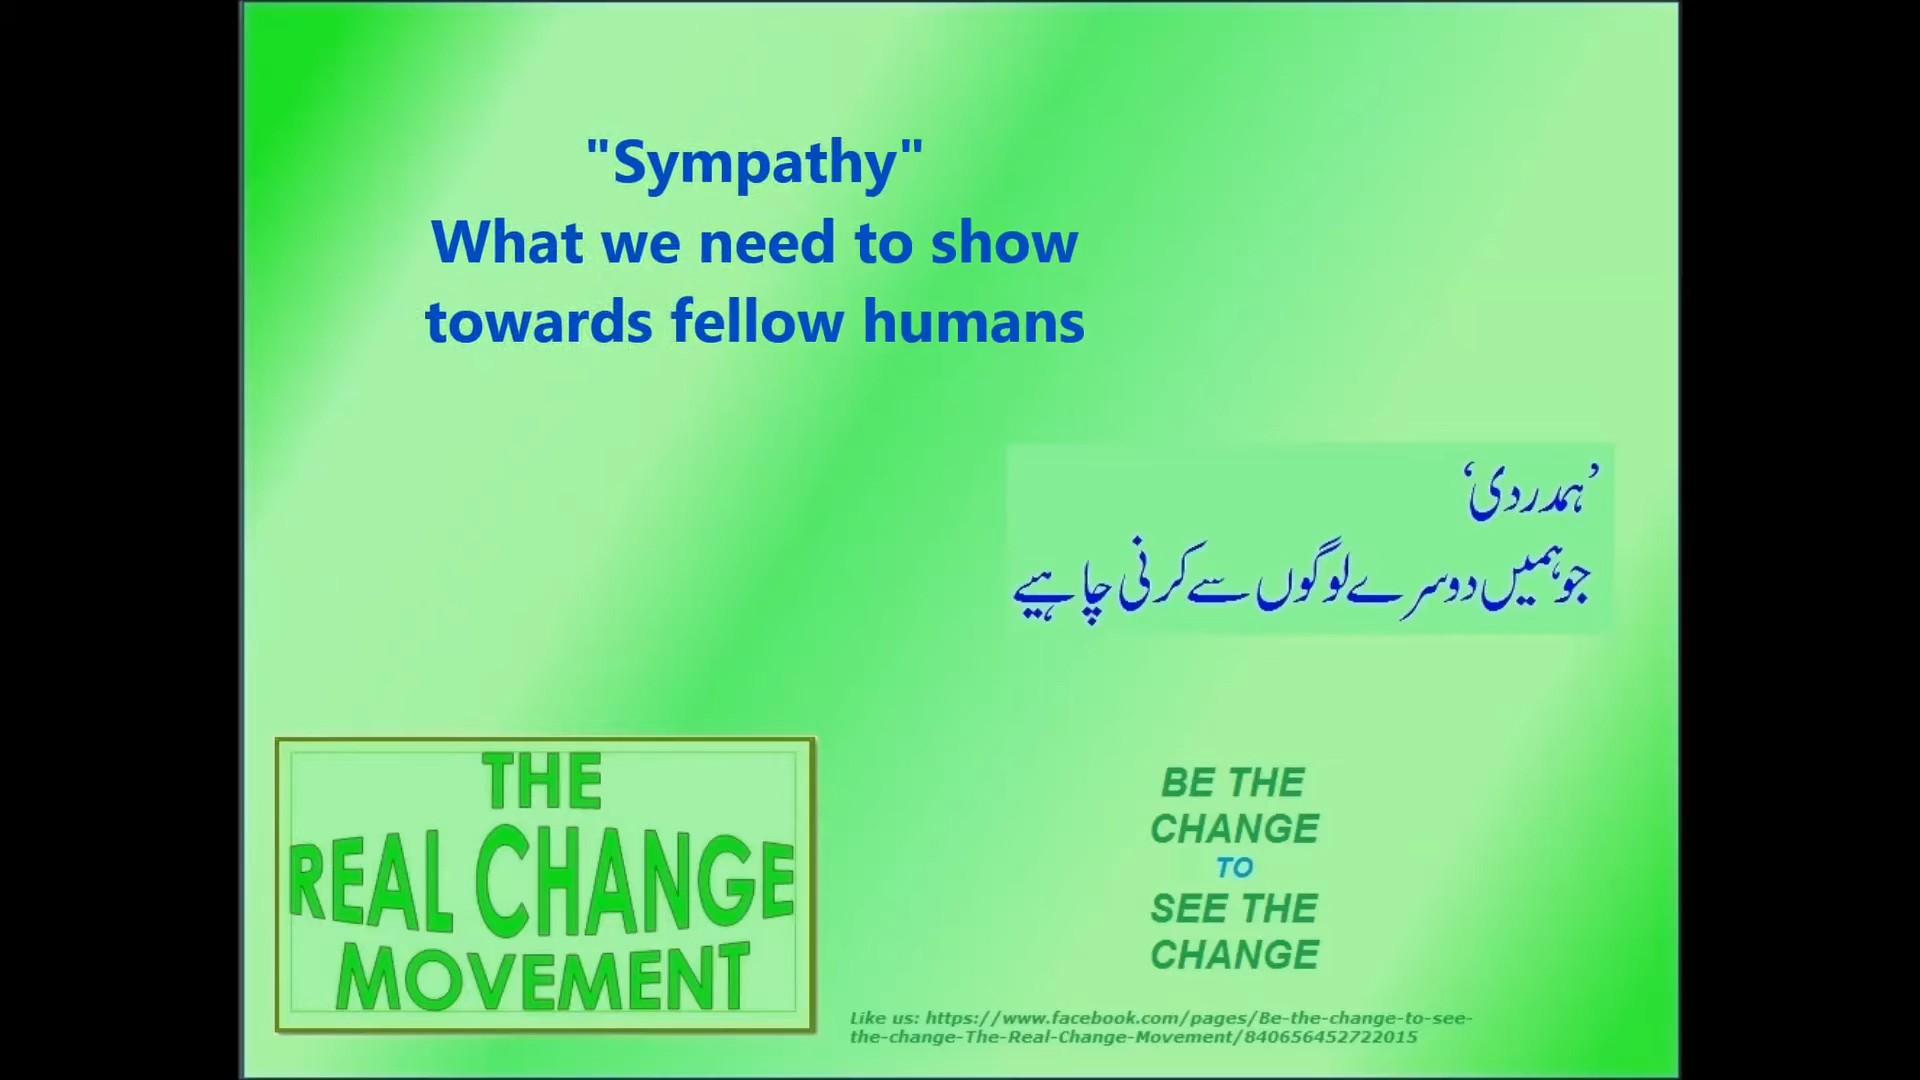 "Sympathy"
What we need to show
towards fellow humans
’ہمدردی‘
جو ہمیں دوسرے لوگوں سے کرنی چاہیے
THE
REAL CHANGE
MOVEMENT
BE THE
CHANGE
TO
SEE THE
CHANGE
Like us: https://www.facebook.com/pages/Be-the-change-to-see-
the-change-The-Real-Change-Movement/840656452722015